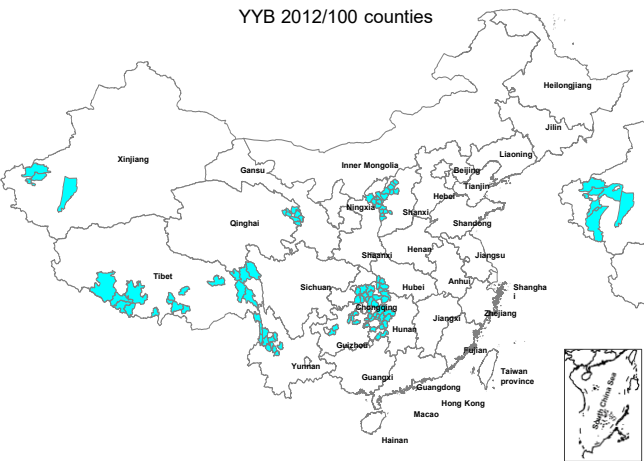 YYB 2012/100 counties
Heilongjiang
Jilin
Liaoning
Xinjiang
Gansu
Inner Mongolia
Beijing
Tianjin
Hebei
Ningxia
Shanxi
Shandong
Qinghai
Henan
Shaanxi
Jiangsu
Tibet
Sichuan
Hubei
Anhui
Shangha
i
Chongqing
Zhejiang
Jiangxi
Hunan
Guizhou
Fujian
Yunnan
Guangxi
Taiwan
province
Guangdong
Hong Kong
Macao
Hainan
South China Sea